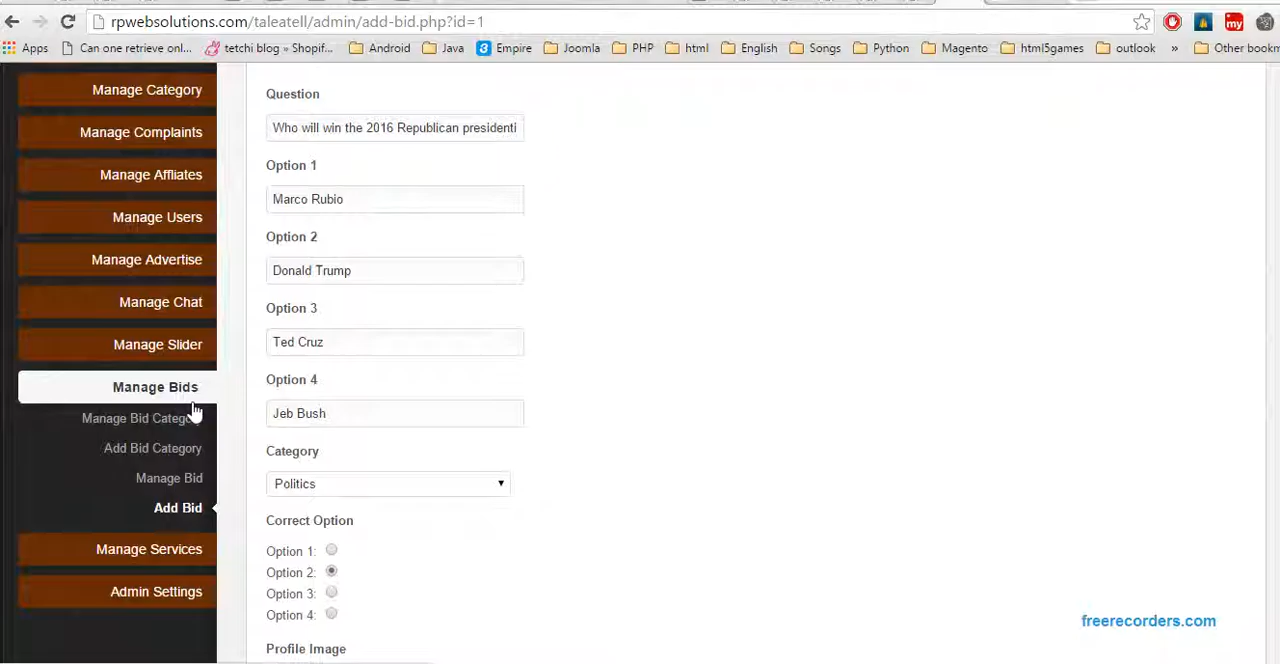 rpwebsolutions.com/taleatell/admin/add-bid.php?id=1
Apps Can one retrieve onl... tetchi blog » Shopif... Android Java 3 Empire Joomla PHP html English Songs Python Magento html5games outlook » Other bookm
my
Manage Category
Manage Complaints
Manage Affliates
Manage Users
Manage Advertise
Manage Chat
Manage Slider
Manage Bids
Manage Bid Catego
Add Bid Category
Manage Bid
Add Bid
Manage Services
Admin Settings
Question
Who will win the 2016 Republican presidenti
Option 1
Marco Rubio
Option 2
Donald Trump
Option 3
Ted Cruz
Option 4
Jeb Bush
Category
Politics
Correct Option
Option 1:
Option 2:
Option 3:
Option 4:
Profile Image
freerecorders.com